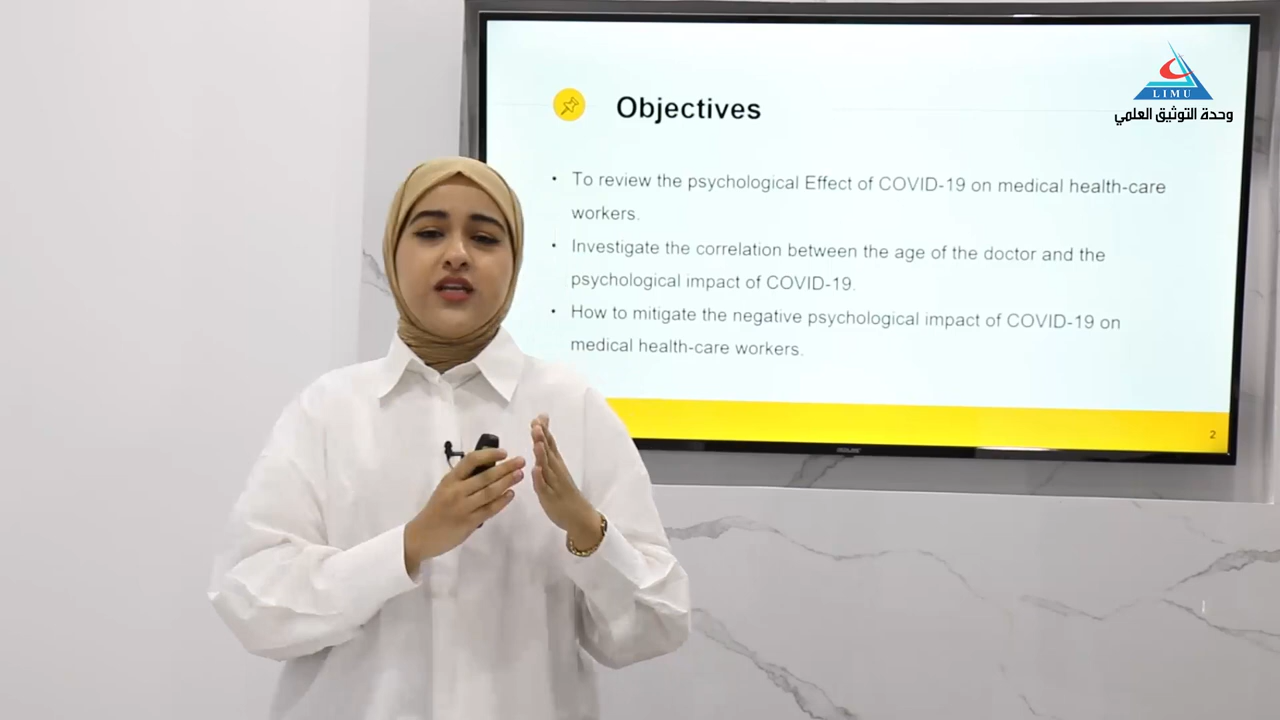 LIMU
وحدة التوثيق العلمي
Objectives
• To review the psychological Effect of COVID-19 on medical health-care
workers.
• Investigate the correlation between the age of the doctor and the
psychological impact of COVID-19.
• How to mitigate the negative psychological impact of COVID-19 on
medical health-care workers.
2